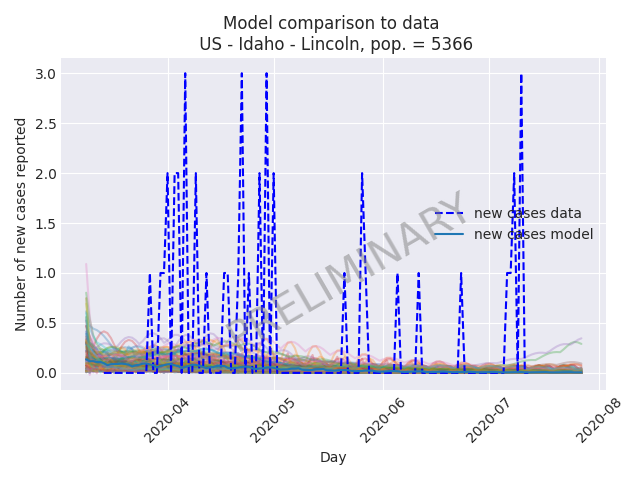 Model comparison to data
US - Idaho - Lincoln, pop. = 5366
Number of new cases reported
3.0
2.5
2.0
1.5
1.0
0.5
0.0
PRELIMINARY
new cases data
new cases model
2020-04
2020-05
2020-06
2020-07
2020-08
Day